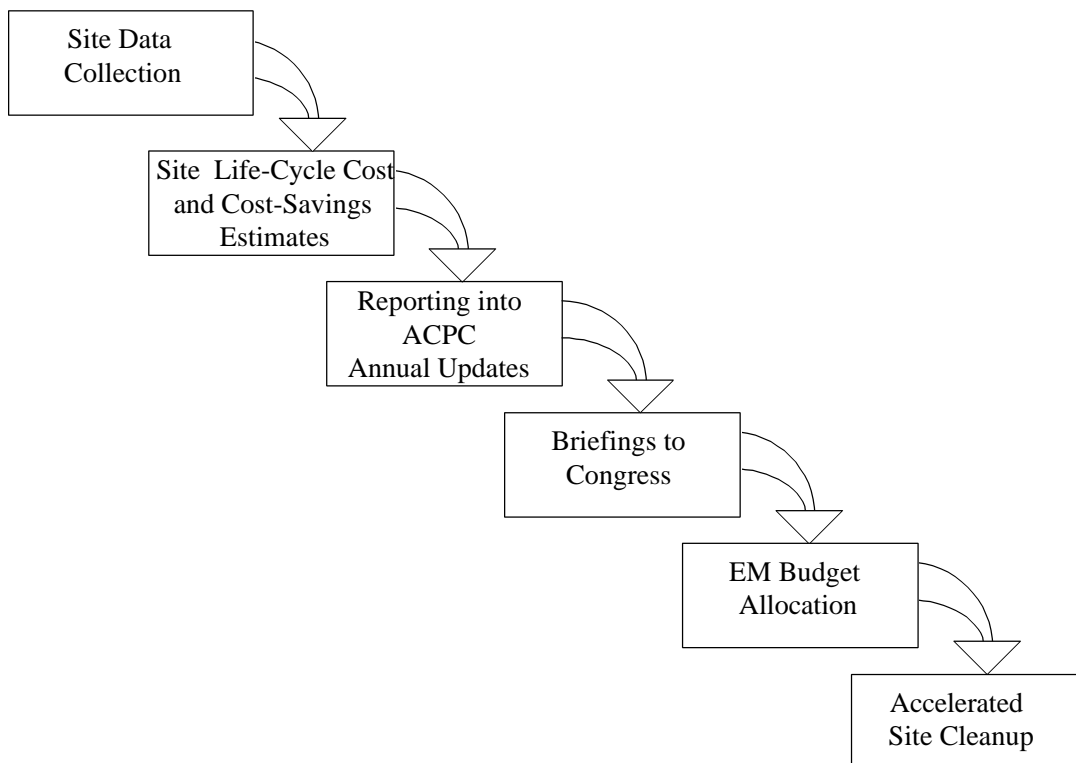 Site Data
Collection
Site Life-Cycle Cost
and Cost-Savings
Estimates
Reporting into
ACPC
Annual Updates
Briefings to
Congress
EM Budget
Allocation
Accelerated
Site Cleanup